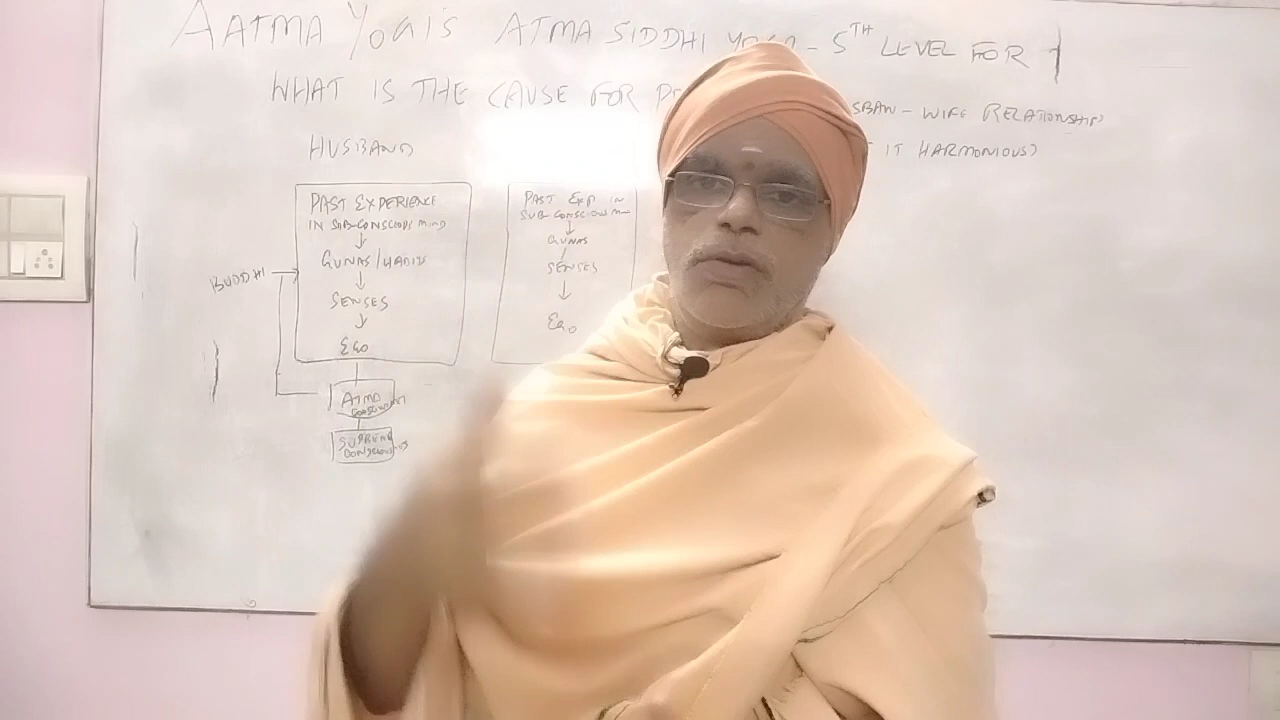 AATMA YOGIS ATMA SIDDHI YOGA - 5TH LEVEL FOR
WHAT IS THE CAUSE FOR
WIFE RELATIONSHIP
IT HARMONIOUS
HUSBAND
PAST EXPERIENCE
IN SUB-CONSCIOUS MIND
GUNAS/HABITS
SENSES
EGO
BUDDHI
ATMA
SUPREME
PAST EXP IN
SUB-CONSCIOUS
GUNAS
SENSES
EGO